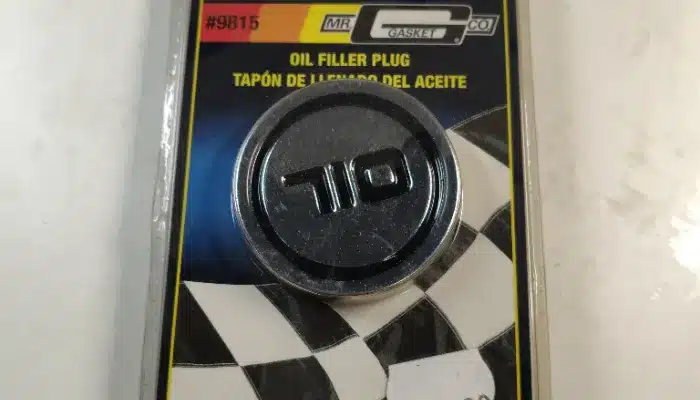 #9815
MR. GASKET CO.
OIL FILLER PLUG
TAPÓN DE LLENADO DEL ACEITE
OIL